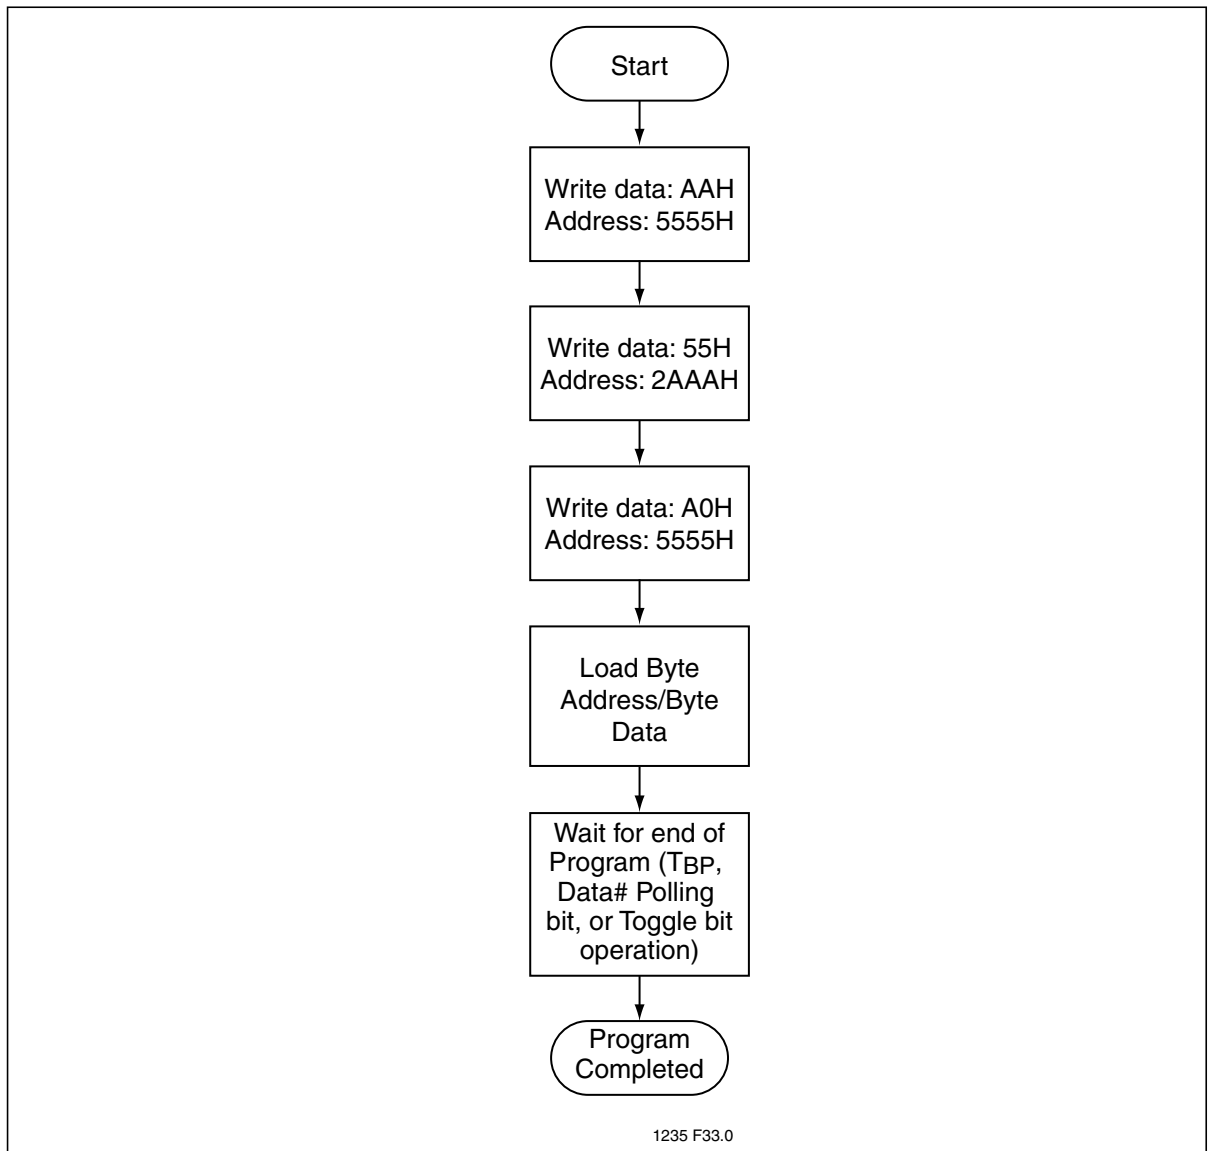 Start
Write data: AAH
Address: 5555H
Write data: 55H
Address: 2AAAH
Write data: A0H
Address: 5555H
Load Byte
Address/Byte
Data
Wait for end of
Program (TBP,
Data# Polling
bit, or Toggle bit
operation)
Program
Completed
1235 F33.0